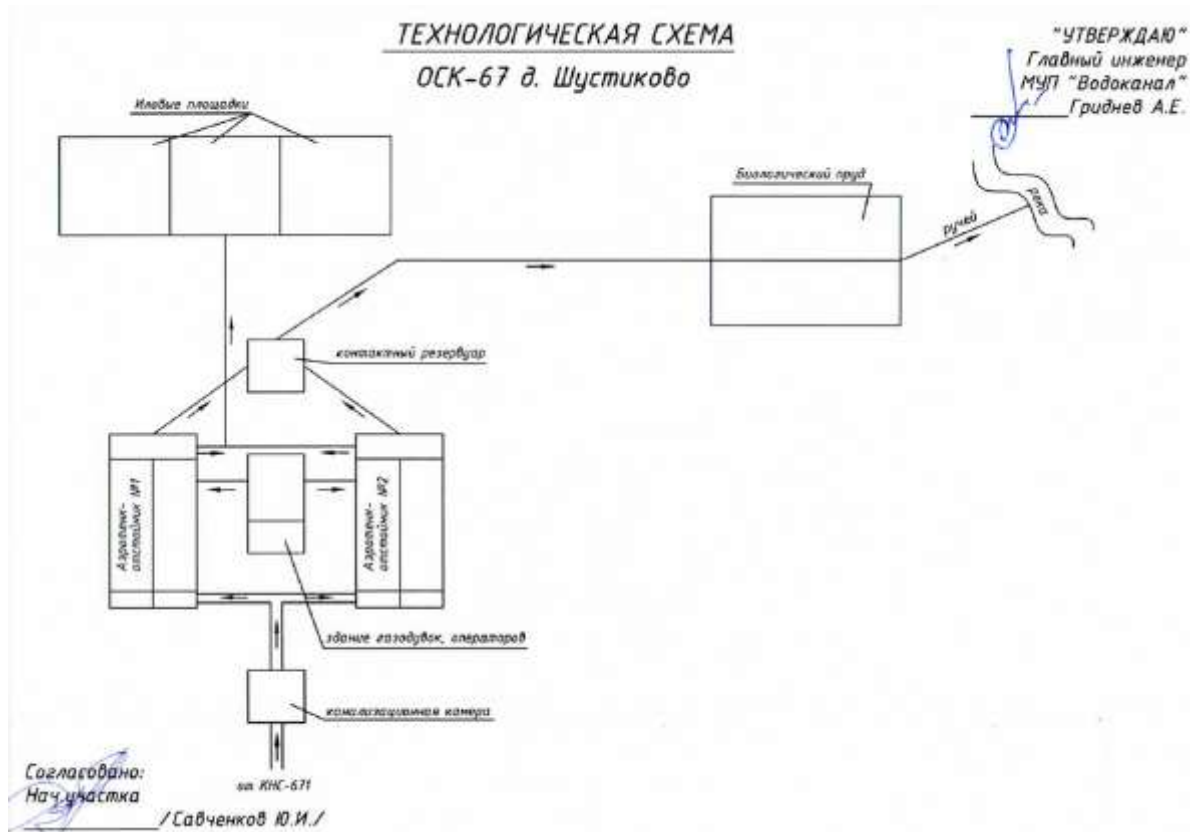 ТЕХНОЛОГИЧЕСКАЯ СХЕМА
ОСК-67 д. Шустиково
"УТВЕРЖДАЮ"
Главный инженер
МУП "Водоканал"
Гриднев А.Е.
Иловые площадки
Биологический пруд
ручей
река
контактный резервуар
Аэротенк-
отстойник №1
Аэротенк-
отстойник №2
здание газодувок, операторов
канализационная камера
от КНС-671
Согласовано:
Нач.участка
/Савченков Ю.И./